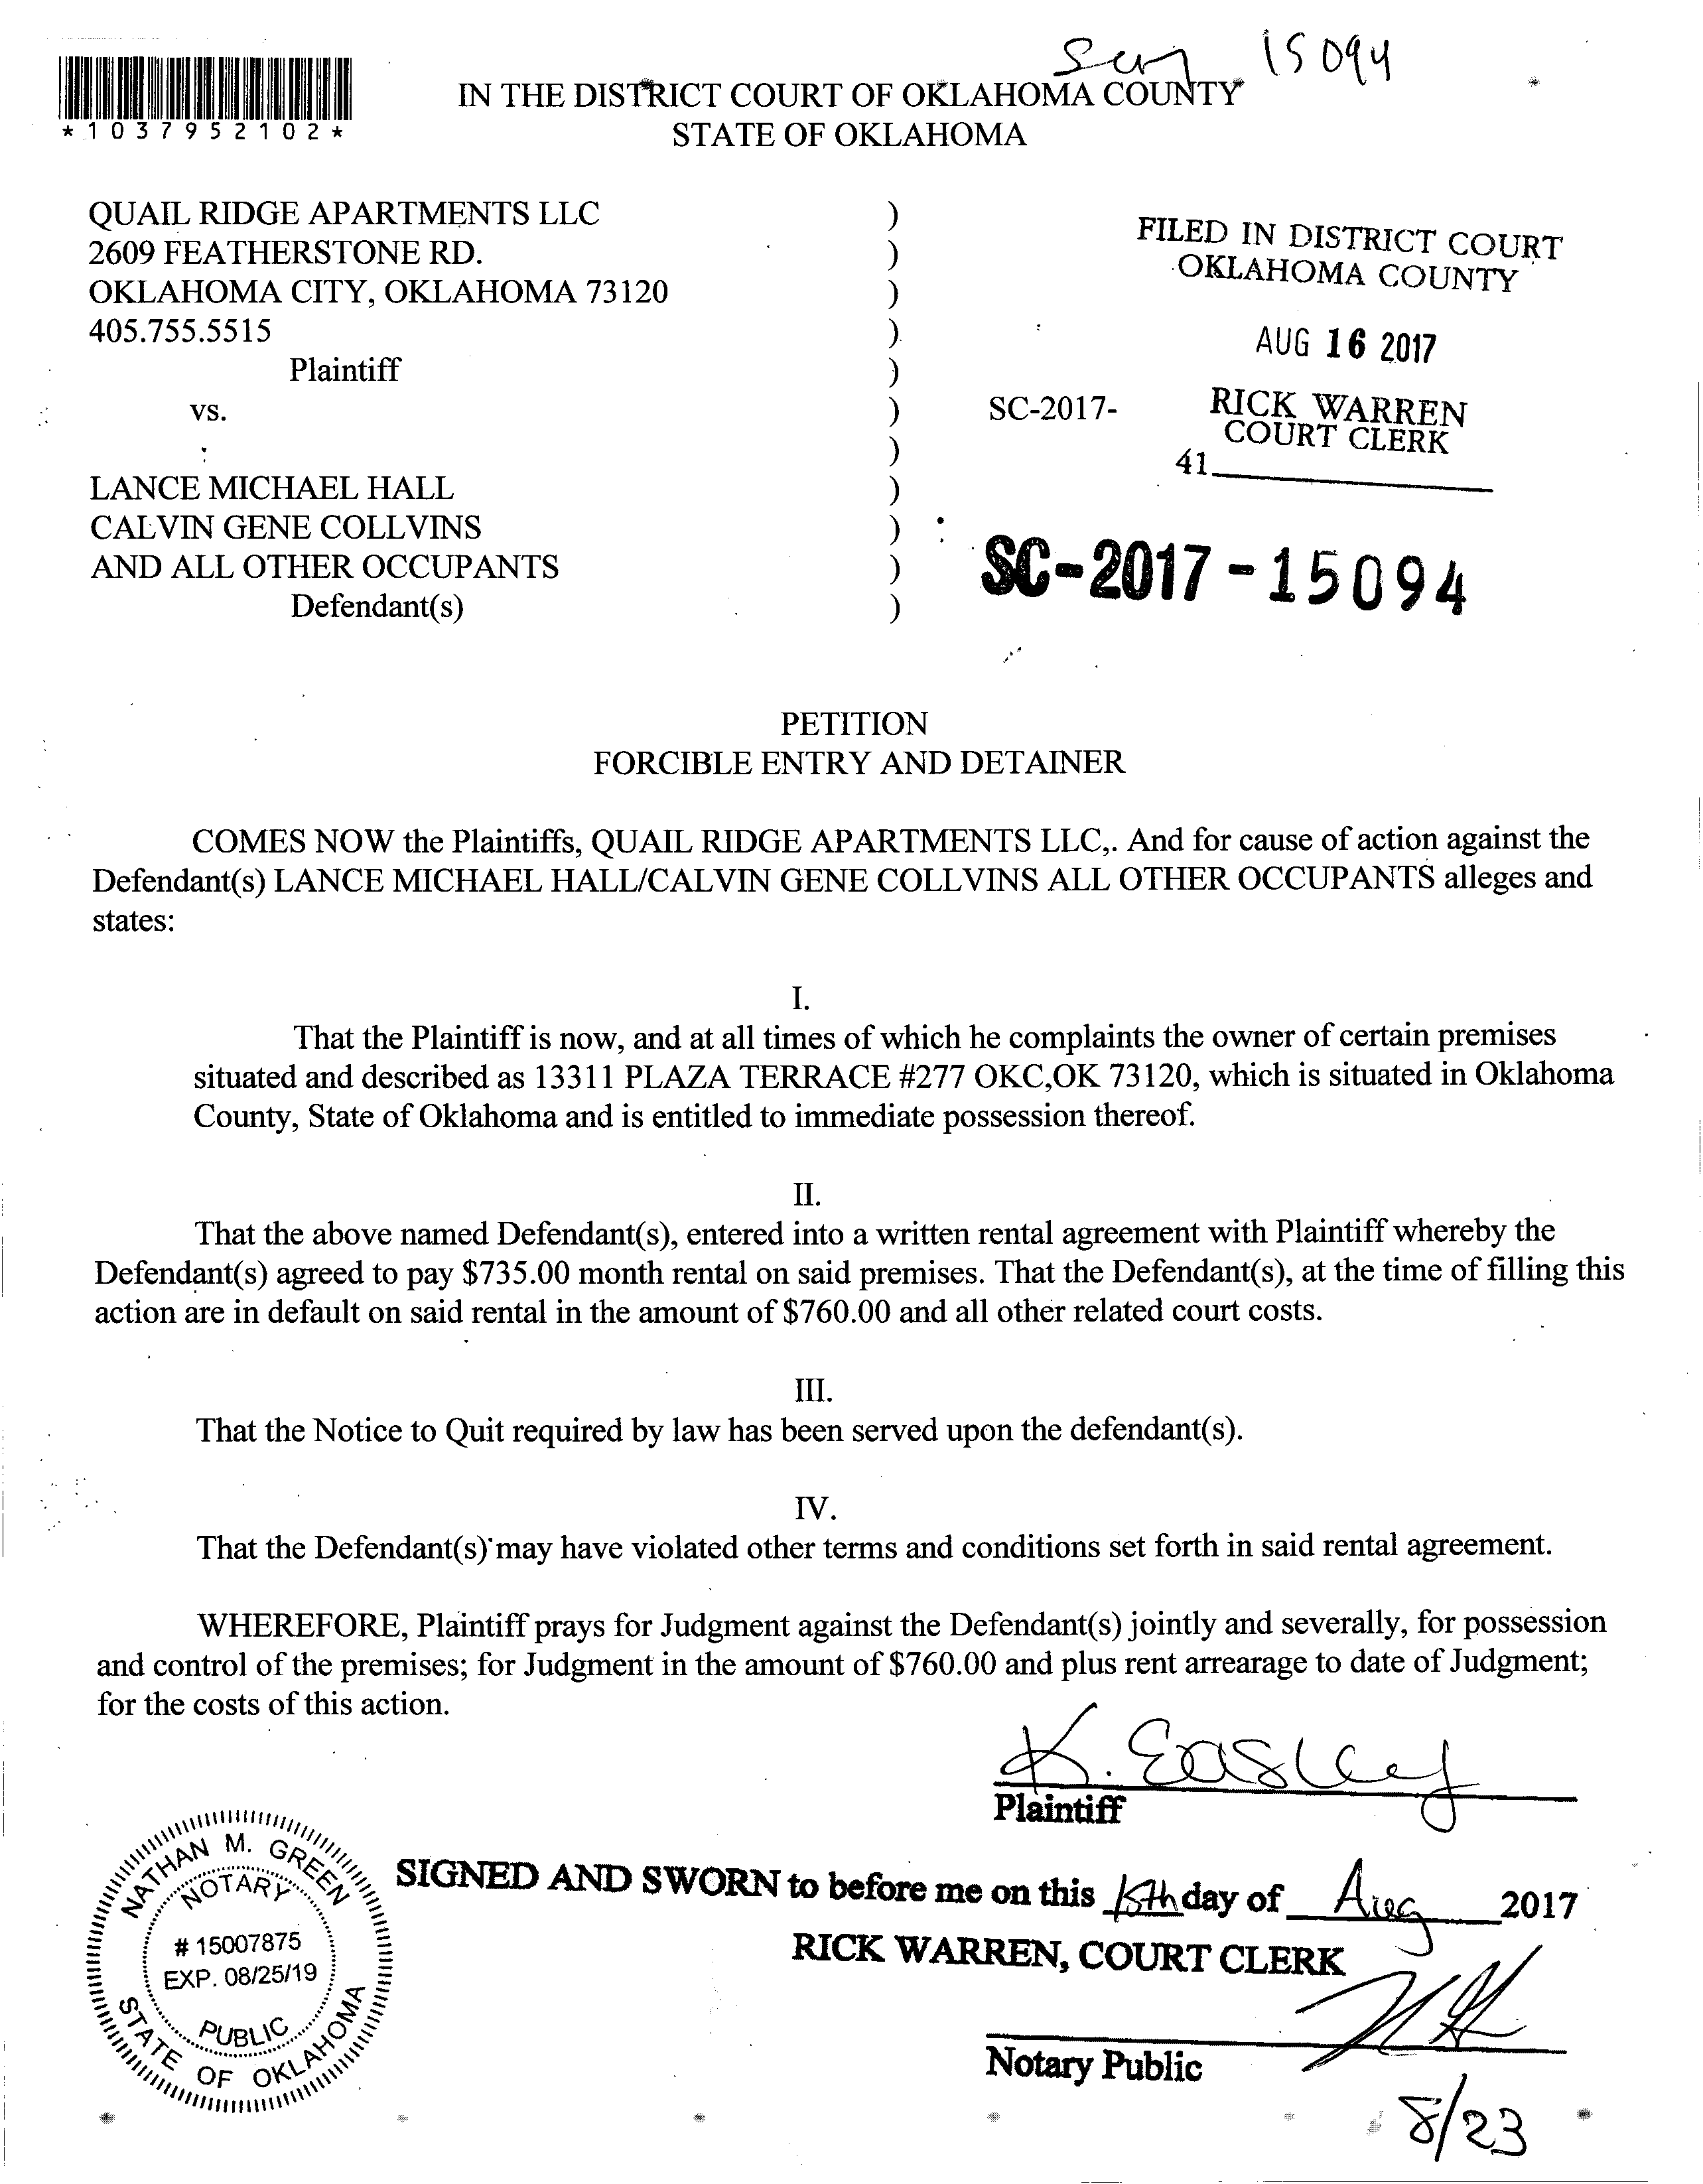 15094
IN THE DISTRICT COURT OF OKLAHOMA COUNTY
STATE OF OKLAHOMA
*1037952102*
QUAIL RIDGE APARTMENTS LLC )
2609 FEATHERSTONE RD. )
OKLAHOMA CITY, OKLAHOMA 73120 )
405.755.5515 )
Plaintiff )
vs. ) SC-2017-
)
LANCE MICHAEL HALL )
CALVIN GENE COLLVINS )
AND ALL OTHER OCCUPANTS )
Defendant(s) )
FILED IN DISTRICT COURT
OKLAHOMA COUNTY
AUG 16 2017
RICK WARREN
COURT CLERK
41
SC-2017-15094
PETITION
FORCIBLE ENTRY AND DETAINER
COMES NOW the Plaintiffs, QUAIL RIDGE APARTMENTS LLC,. And for cause of action against the
Defendant(s) LANCE MICHAEL HALL/CALVIN GENE COLLVINS ALL OTHER OCCUPANTS alleges and
states:
I.
That the Plaintiff is now, and at all times of which he complaints the owner of certain premises
situated and described as 13311 PLAZA TERRACE #277 OKC,OK 73120, which is situated in Oklahoma
County, State of Oklahoma and is entitled to immediate possession thereof.
II.
That the above named Defendant(s), entered into a written rental agreement with Plaintiff whereby the
Defendant(s) agreed to pay $735.00 month rental on said premises. That the Defendant(s), at the time of filling this
action are in default on said rental in the amount of $760.00 and all other related court costs.
III.
That the Notice to Quit required by law has been served upon the defendant(s).
IV.
That the Defendant(s) may have violated other terms and conditions set forth in said rental agreement.
WHEREFORE, Plaintiff prays for Judgment against the Defendant(s) jointly and severally, for possession
and control of the premises; for Judgment in the amount of $760.00 and plus rent arrearage to date of Judgment;
for the costs of this action.
K. Easley
Plaintiff
NATHAN M. GREEN
NOTARY
# 15007875
EXP. 08/25/19
PUBLIC
STATE OF OKLAHOMA
SIGNED AND SWORN to before me on this 15th day of Aug 2017
RICK WARREN, COURT CLERK
Notary Public
8/23